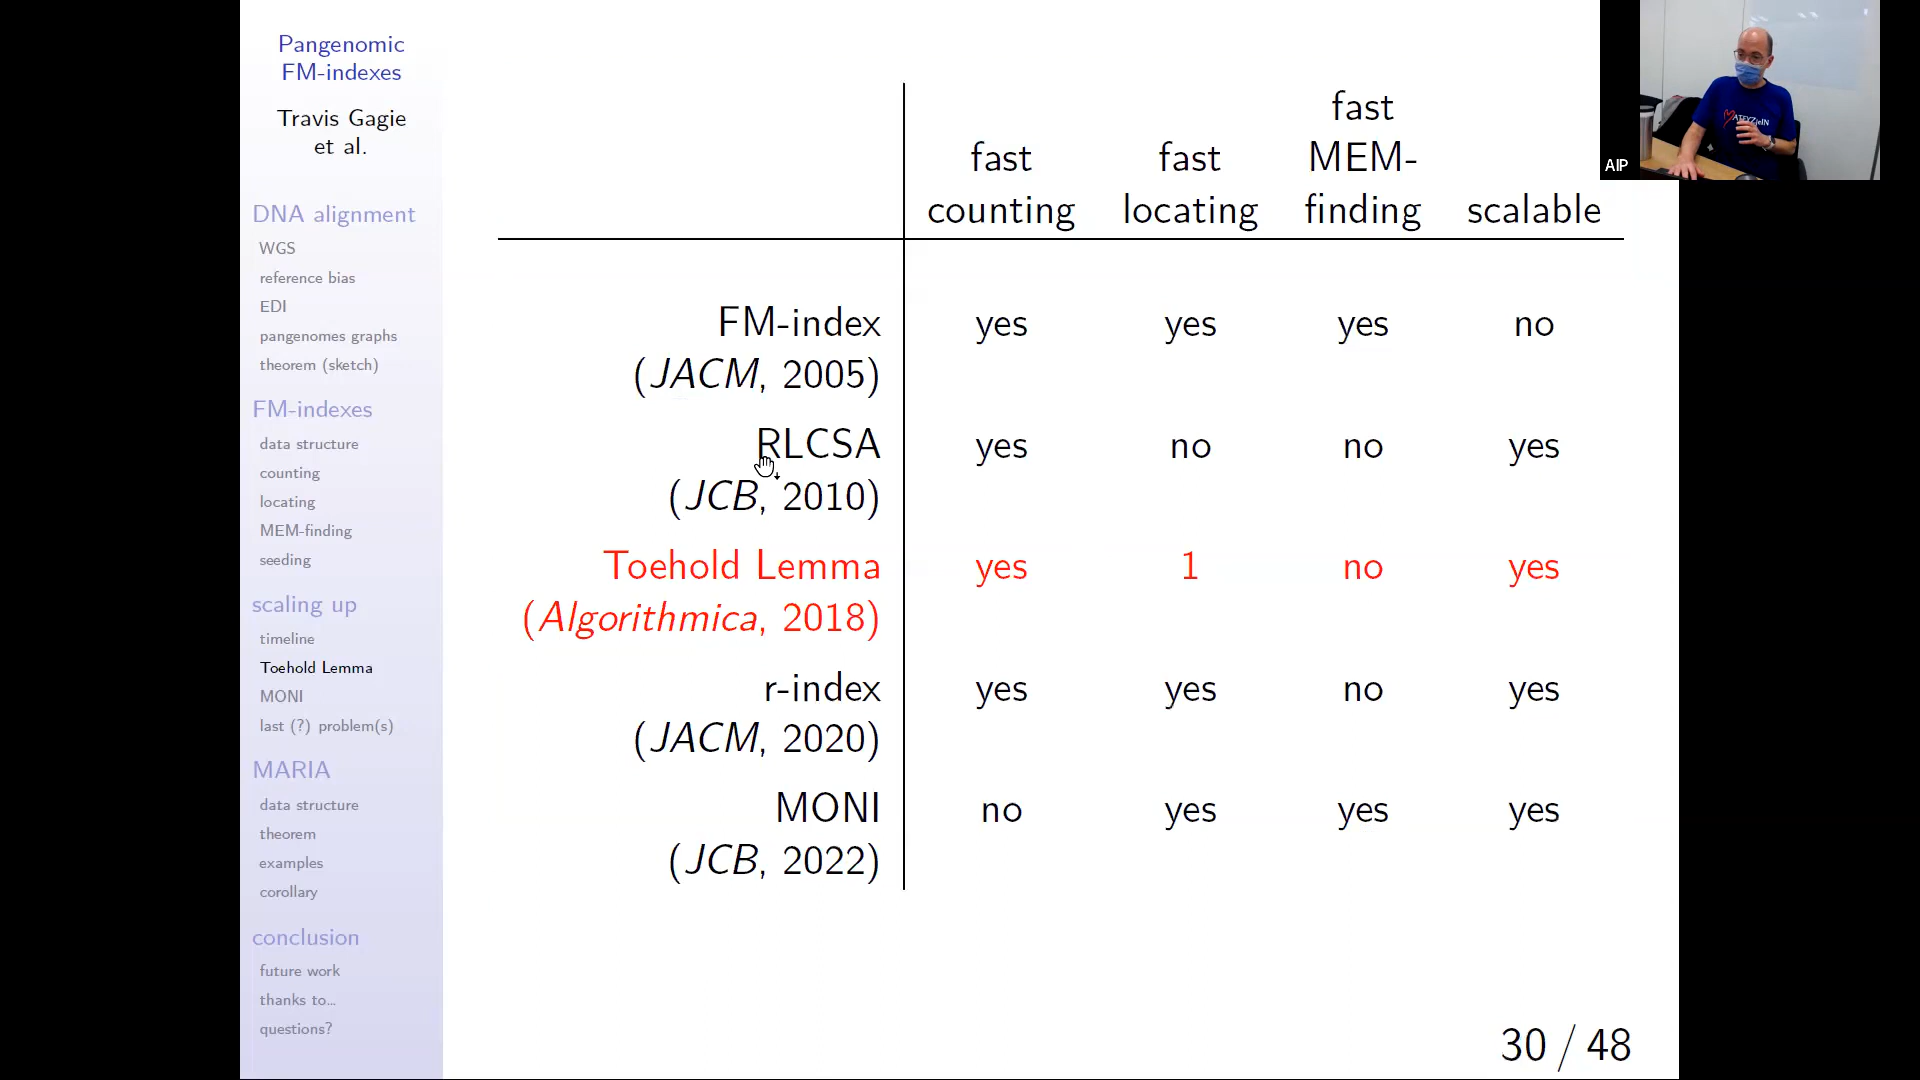 Pangenomic
FM-indexes
Travis Gagie
et al.
DNA alignment
WGS
reference bias
EDI
pangenomes graphs
theorem (sketch)
FM-indexes
data structure
counting
locating
MEM-finding
seeding
scaling up
timeline
Toehold Lemma
MONI
last (?) problem(s)
MARIA
data structure
theorem
examples
corollary
conclusion
future work
thanks to...
questions?
fast counting
fast locating
fast MEM-finding
scalable
FM-index yes yes yes no
(JACM, 2005)
RLCSA yes no no yes
(JCB, 2010)
Toehold Lemma yes 1 no yes
(Algorithmica, 2018)
r-index yes yes no yes
(JACM, 2020)
MONI no yes yes yes
(JCB, 2022)
30 / 48
AIP